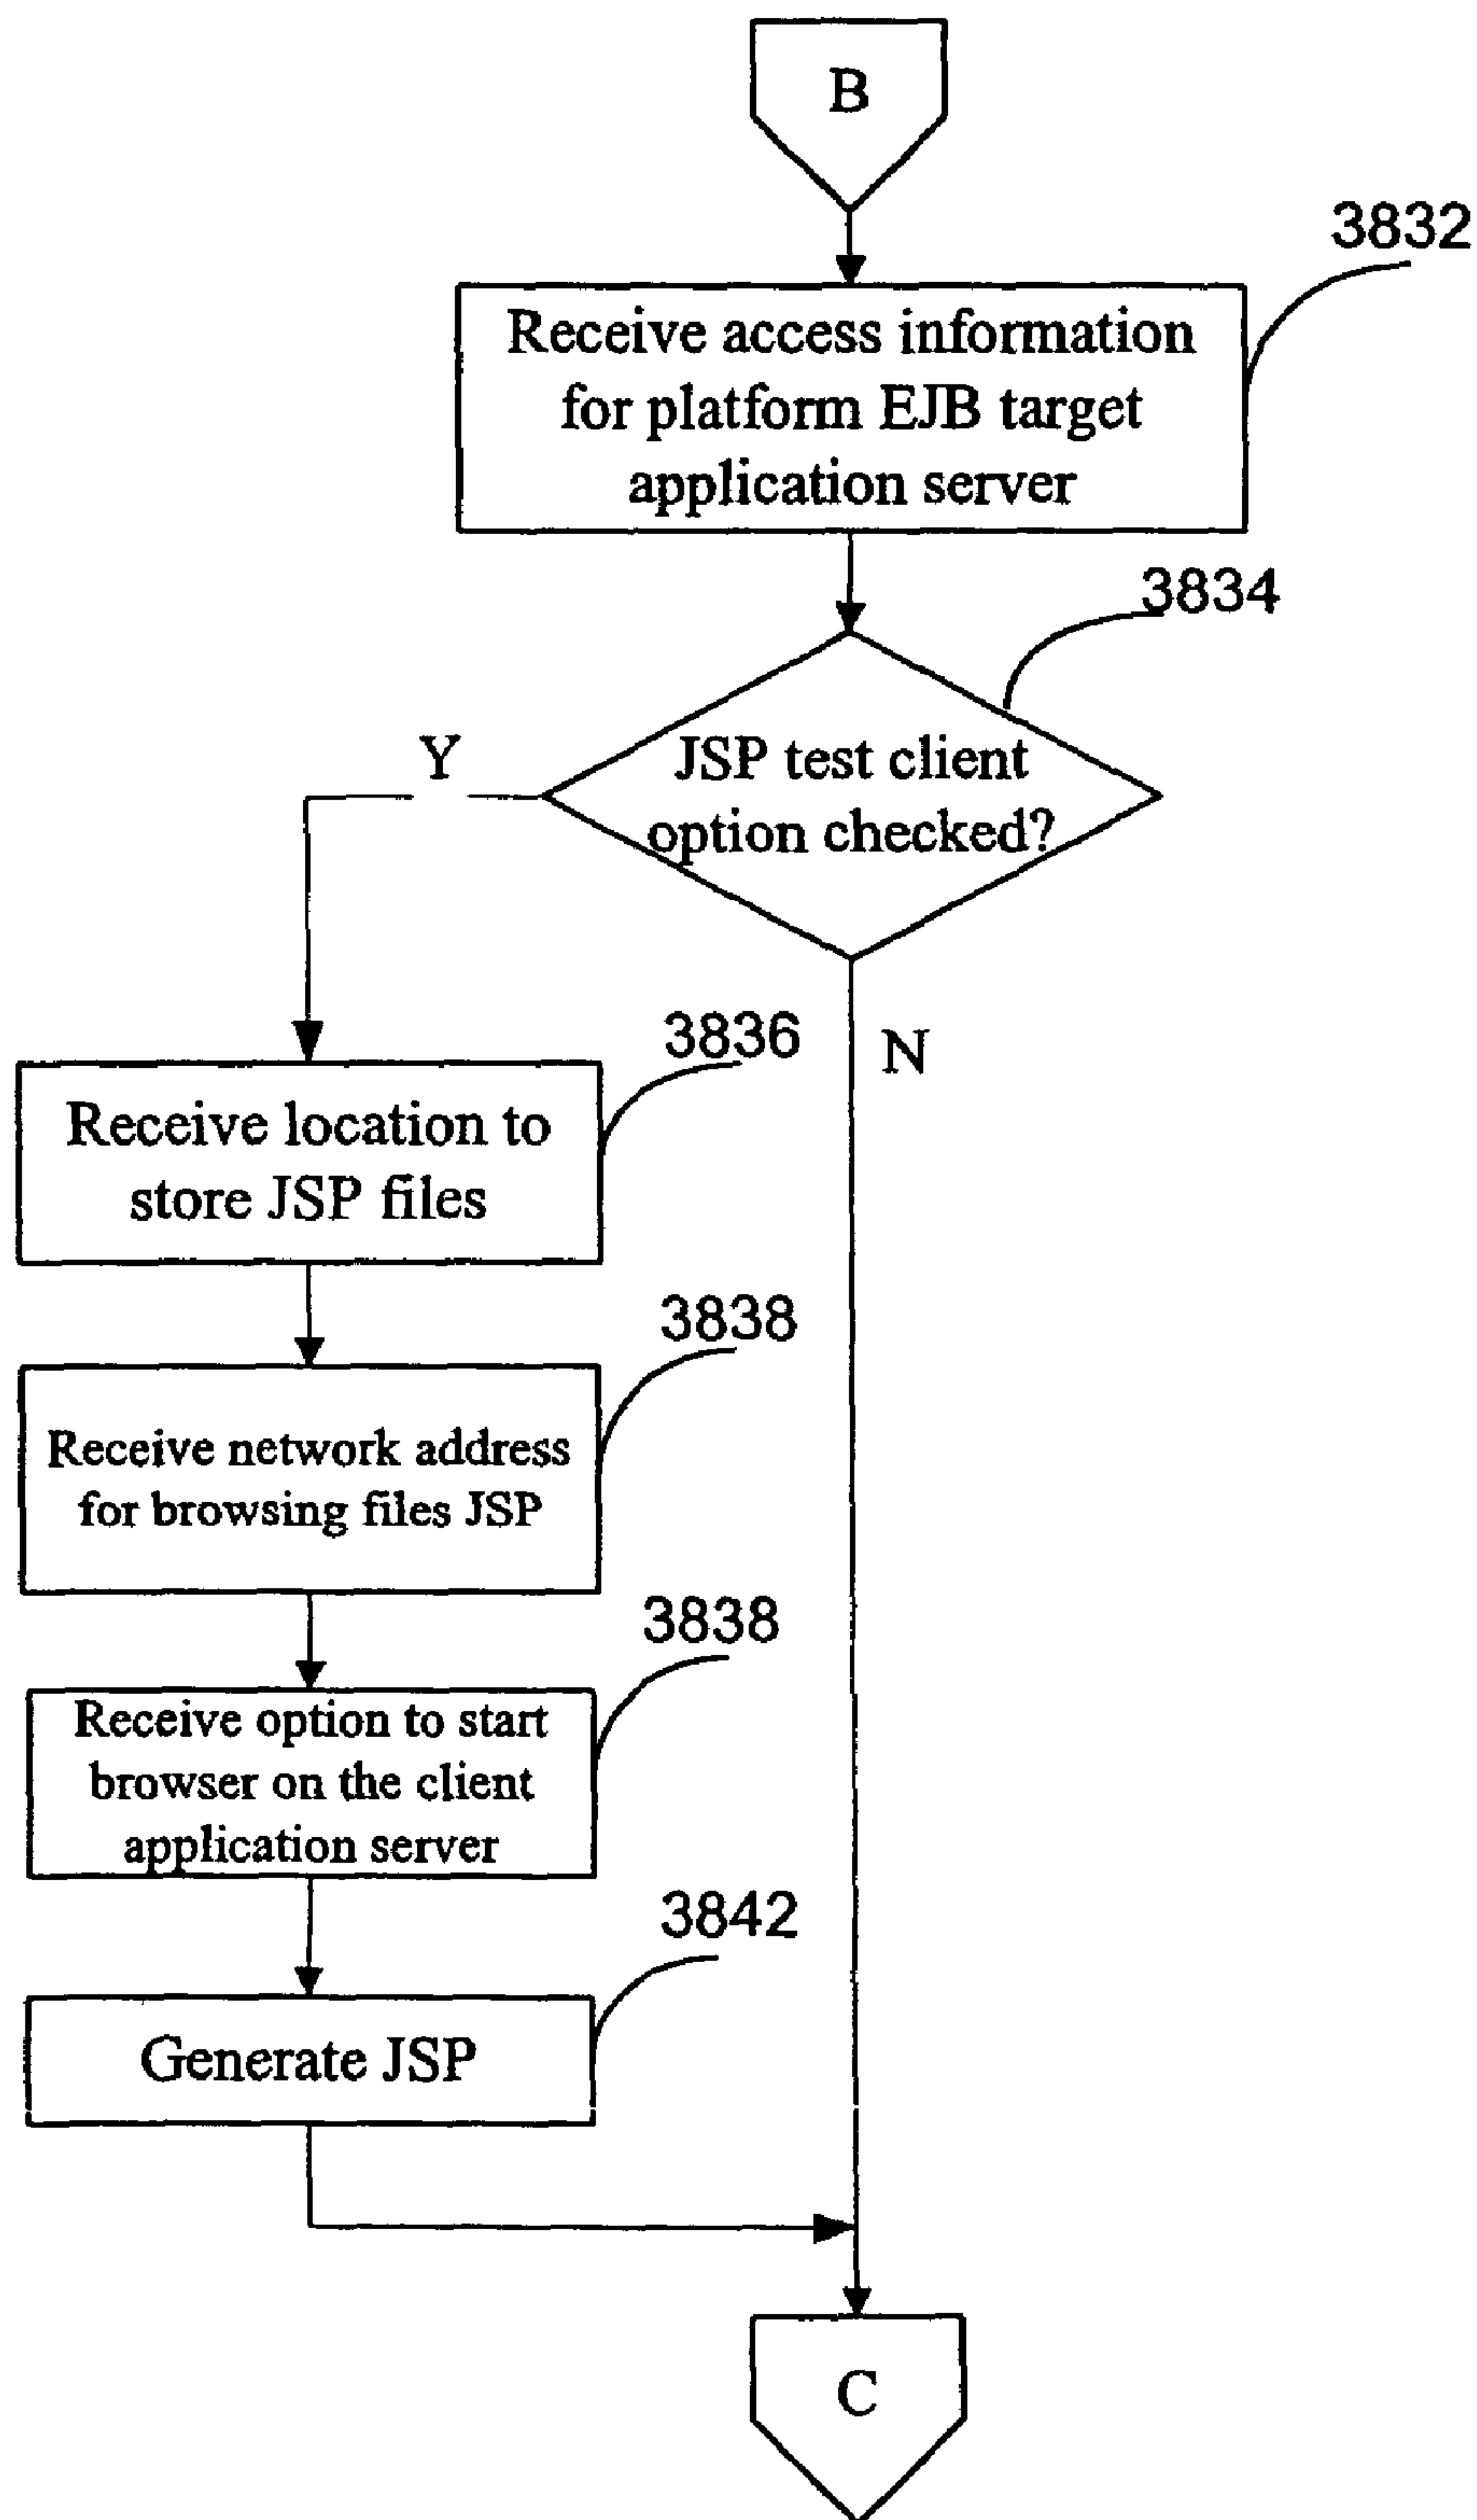 B
3832
Receive access information
for platform EJB target
application server
3834
JSP test client
option checked?
Y
N
3836
Receive location to
store JSP files
3838
Receive network address
for browsing files JSP
3838
Receive option to start
browser on the client
application server
3842
Generate JSP
C